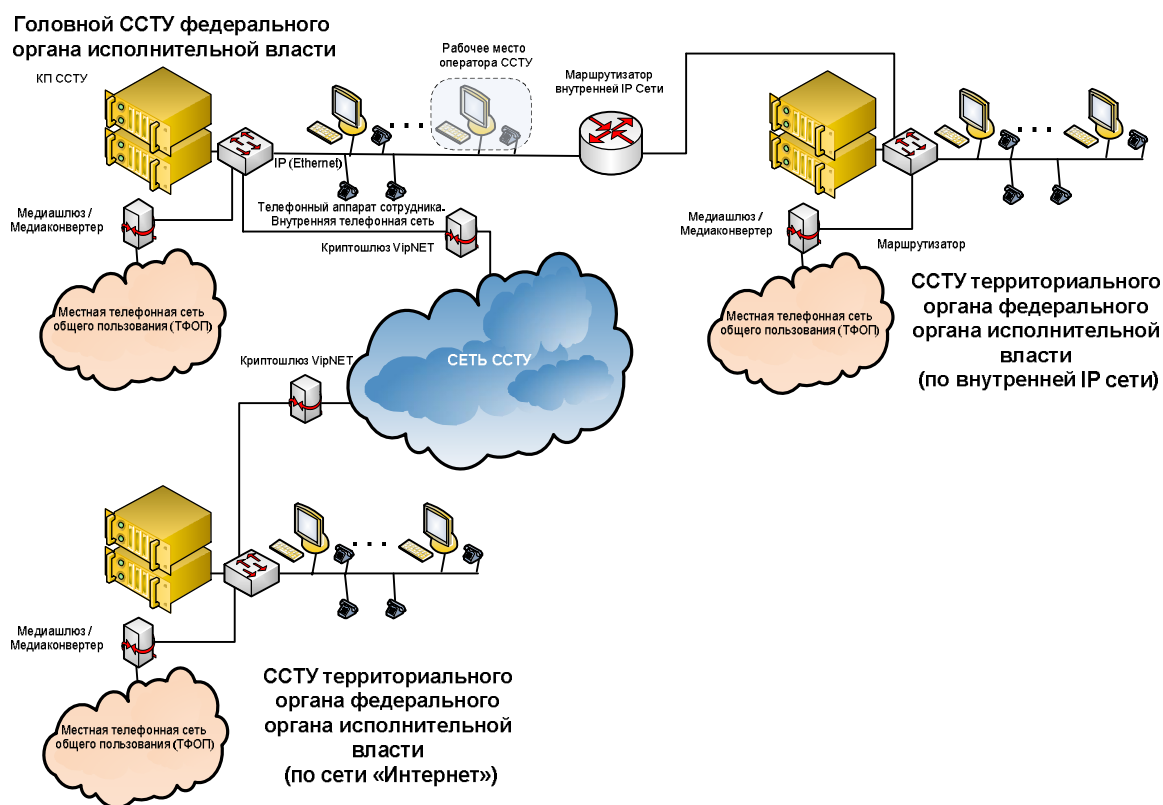 Головной ССТУ федерального
органа исполнительной власти
КП ССТУ
Рабочее место
оператора ССТУ
Маршрутизатор
внутренней IP Сети
IP (Ethernet)
Медиашлюз /
Медиаконвертер
Телефонный аппарат сотрудника.
Внутренняя телефонная сеть
Криптошлюз VipNET
Местная телефонная сеть
общего пользования (ТФОП)
Медиашлюз /
Медиаконвертер
Маршрутизатор
Местная телефонная сеть
общего пользования (ТФОП)
ССТУ территориального
органа федерального
органа исполнительной
власти
(по внутренней IP сети)
СЕТЬ ССТУ
Криптошлюз VipNET
Медиашлюз /
Медиаконвертер
Местная телефонная сеть
общего пользования (ТФОП)
ССТУ территориального
органа федерального
органа исполнительной
власти
(по сети «Интернет»)